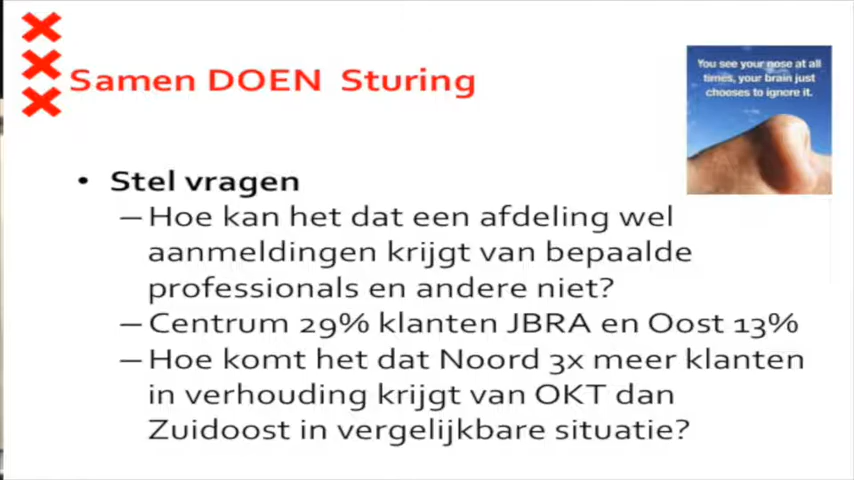 Samen DOEN Sturing
You see your nose at all
times, your brain just
chooses to ignore it.
• Stel vragen
– Hoe kan het dat een afdeling wel
aanmeldingen krijgt van bepaalde
professionals en andere niet?
– Centrum 29% klanten JBRA en Oost 13%
– Hoe komt het dat Noord 3x meer klanten
in verhouding krijgt van OKT dan
Zuidoost in vergelijkbare situatie?